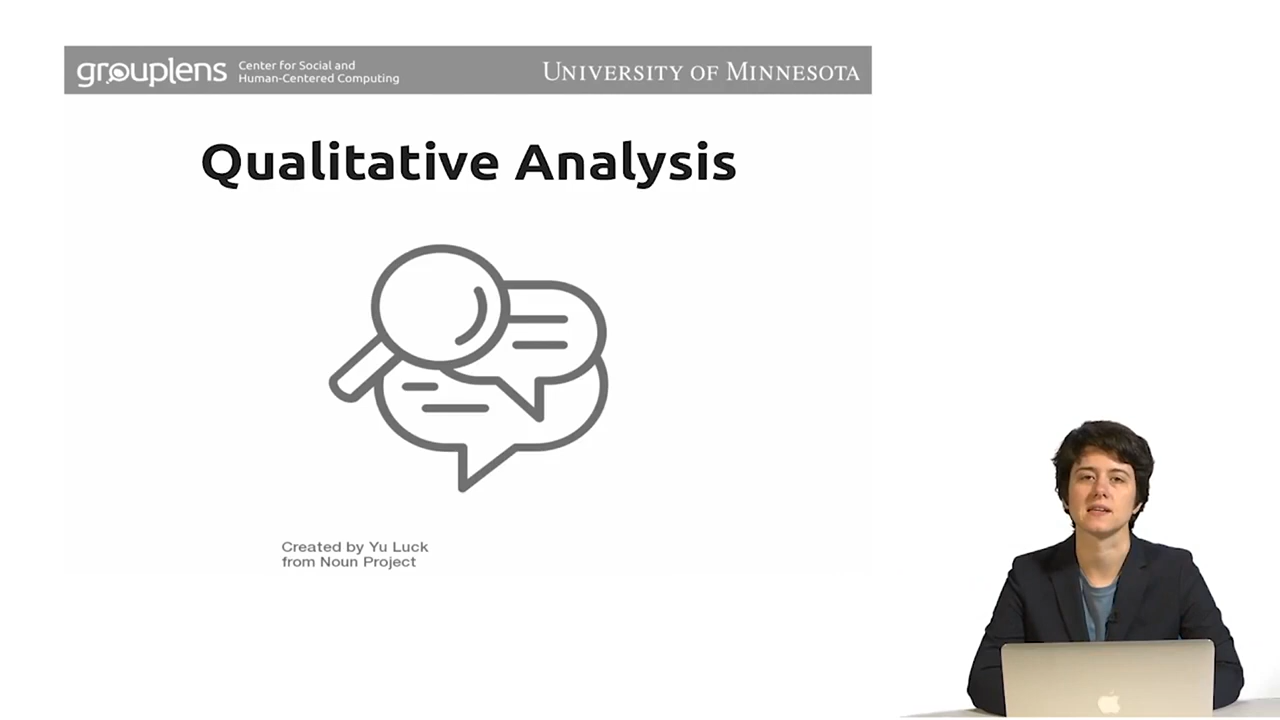 grouplens
Center for Social and
Human-Centered Computing
University of Minnesota
Qualitative Analysis
Created by Yu Luck
from Noun Project